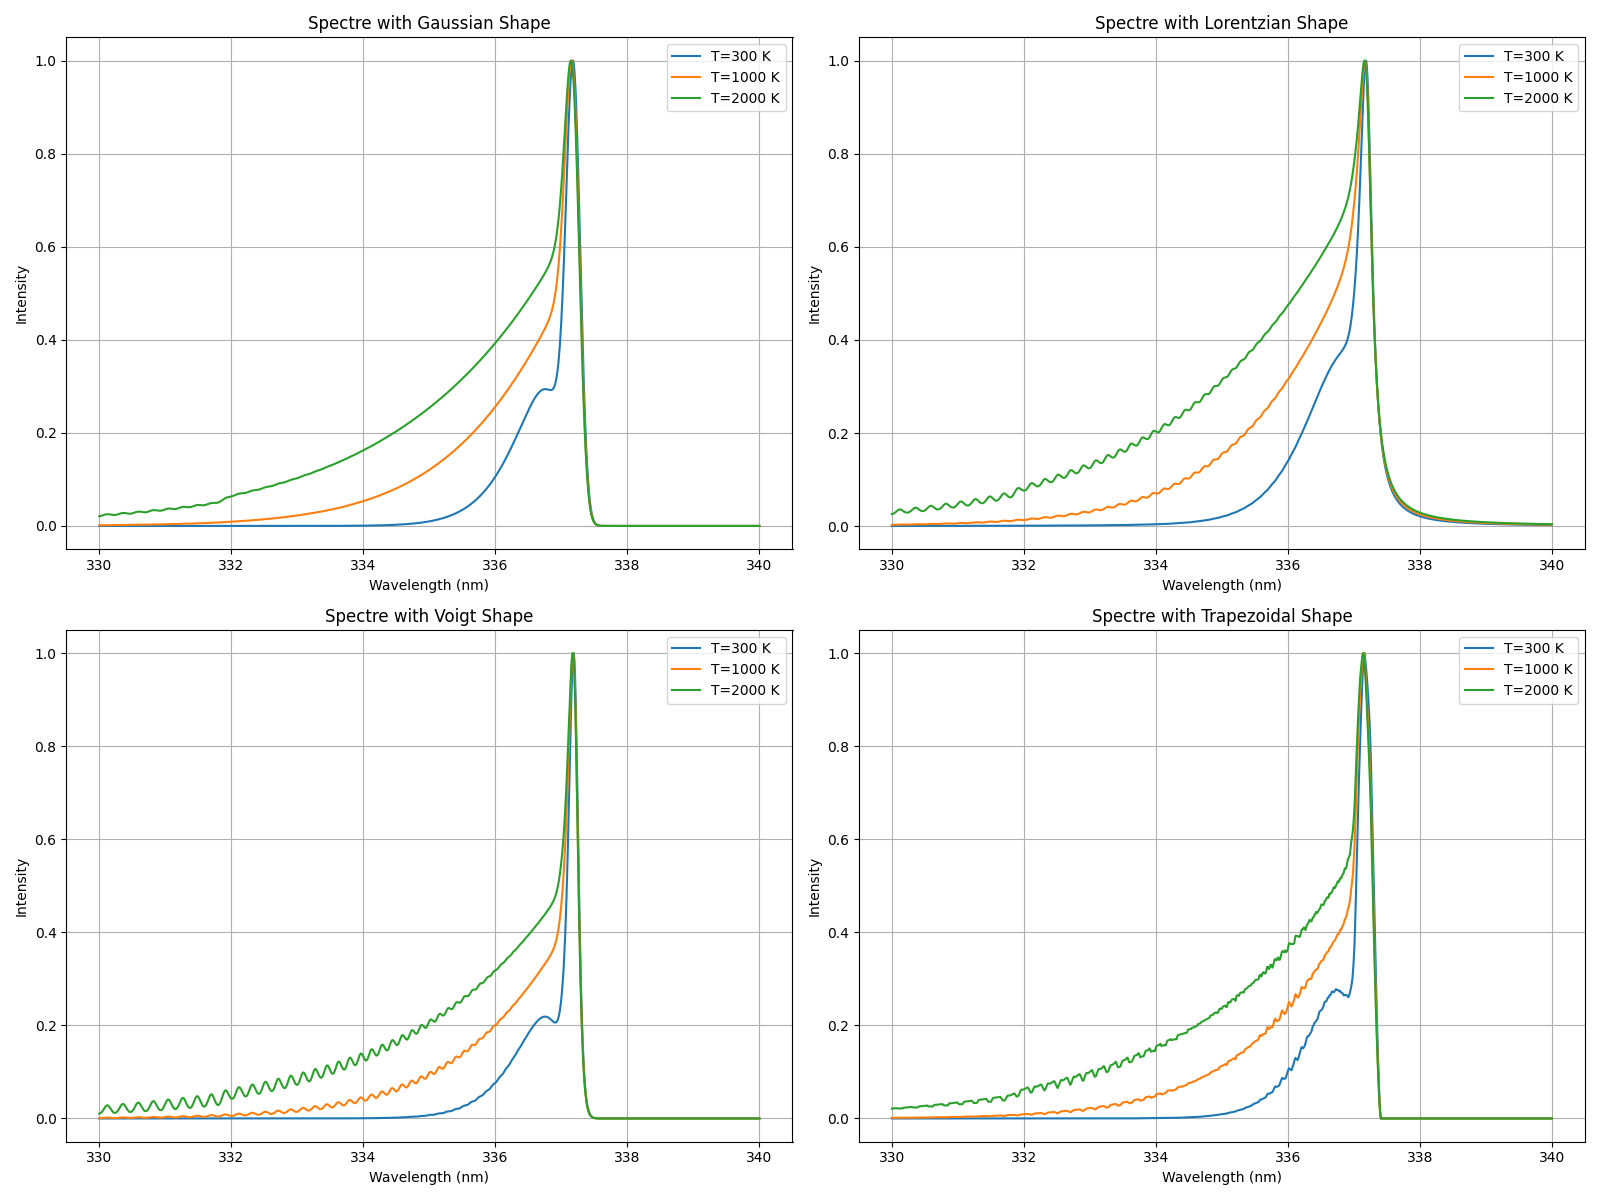 Spectre with Gaussian Shape
Intensity
1.0
0.8
0.6
0.4
0.2
0.0
T=300 K
T=1000 K
T=2000 K
330 332 334 336 338 340
Wavelength (nm)
Spectre with Lorentzian Shape
Intensity
1.0
0.8
0.6
0.4
0.2
0.0
T=300 K
T=1000 K
T=2000 K
330 332 334 336 338 340
Wavelength (nm)
Spectre with Voigt Shape
Intensity
1.0
0.8
0.6
0.4
0.2
0.0
T=300 K
T=1000 K
T=2000 K
330 332 334 336 338 340
Wavelength (nm)
Spectre with Trapezoidal Shape
Intensity
1.0
0.8
0.6
0.4
0.2
0.0
T=300 K
T=1000 K
T=2000 K
330 332 334 336 338 340
Wavelength (nm)